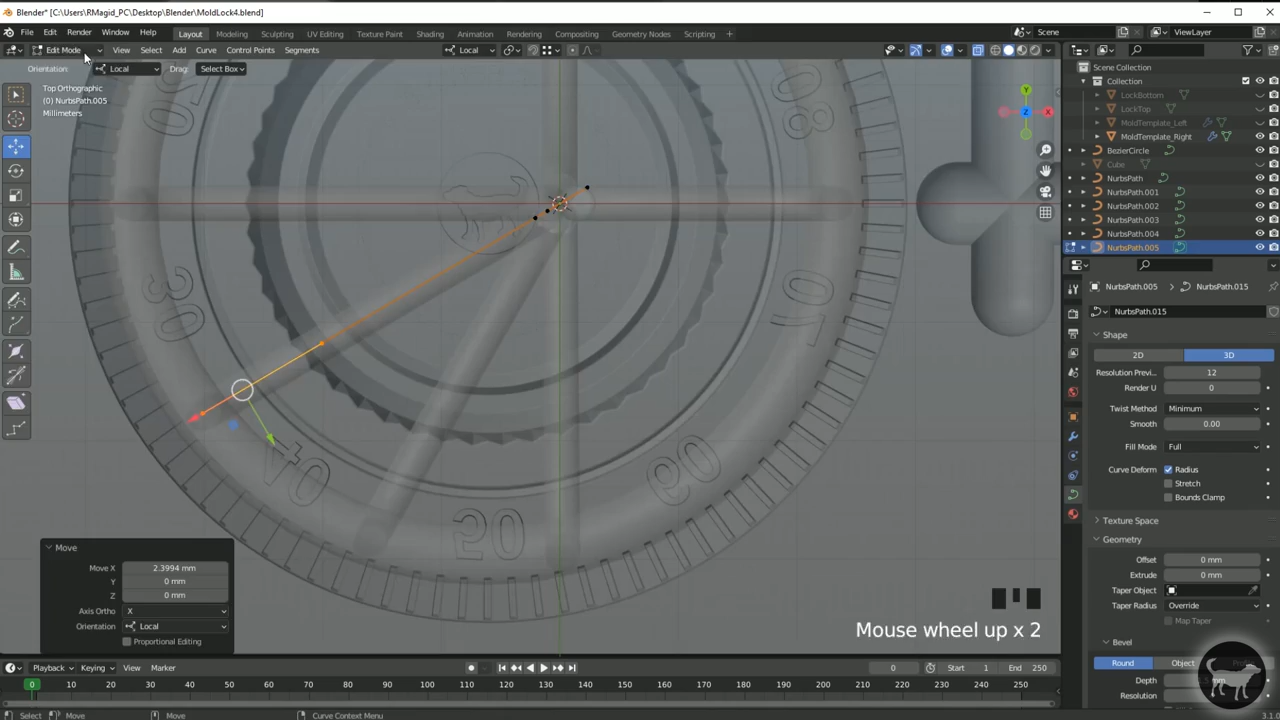 Blender* [C:\Users\RMagid_PC\Desktop\Blender\MoldLock4.blend]
File Edit Render Window Help Layout Modeling Sculpting UV Editing Texture Paint Shading Animation Rendering Compositing Geometry Nodes Scripting + Scene ViewLayer
Edit Mode View Select Add Curve Control Points Segments Local
Orientation: Local Drag: Select Box
Top Orthographic
(0) NurbsPath.005
Millimeters
Y
Z
X
Scene Collection
Collection
LockBottom
LockTop
MoldTemplate_Left
MoldTemplate_Right
BezierCircle
Cube
NurbsPath
NurbsPath.001
NurbsPath.002
NurbsPath.003
NurbsPath.004
NurbsPath.005
NurbsPath.005 > NurbsPath.015
NurbsPath.015
Shape
2D 3D
Resolution Previ... 12
Render U 0
Twist Method Minimum
Smooth 0.00
Fill Mode Full
Curve Deform Radius
Stretch
Bounds Clamp
Texture Space
Geometry
Offset 0 mm
Extrude 0 mm
Taper Object
Taper Radius Override
Map Taper
Bevel
Round Object
Depth
Resolution
30
40
50
10
Move
Move X 2.3994 mm
Y 0 mm
Z 0 mm
Axis Ortho X
Orientation Local
Proportional Editing
Mouse wheel up x 2
Playback Keying View Marker 0 Start 1 End 250
0 10 20 30 40 50 60 70 80 90 100 110 120 130 140 150 160 170 180 190 200 210 220 230 240 250
Select Move Move Curve Context Menu 3.1.0